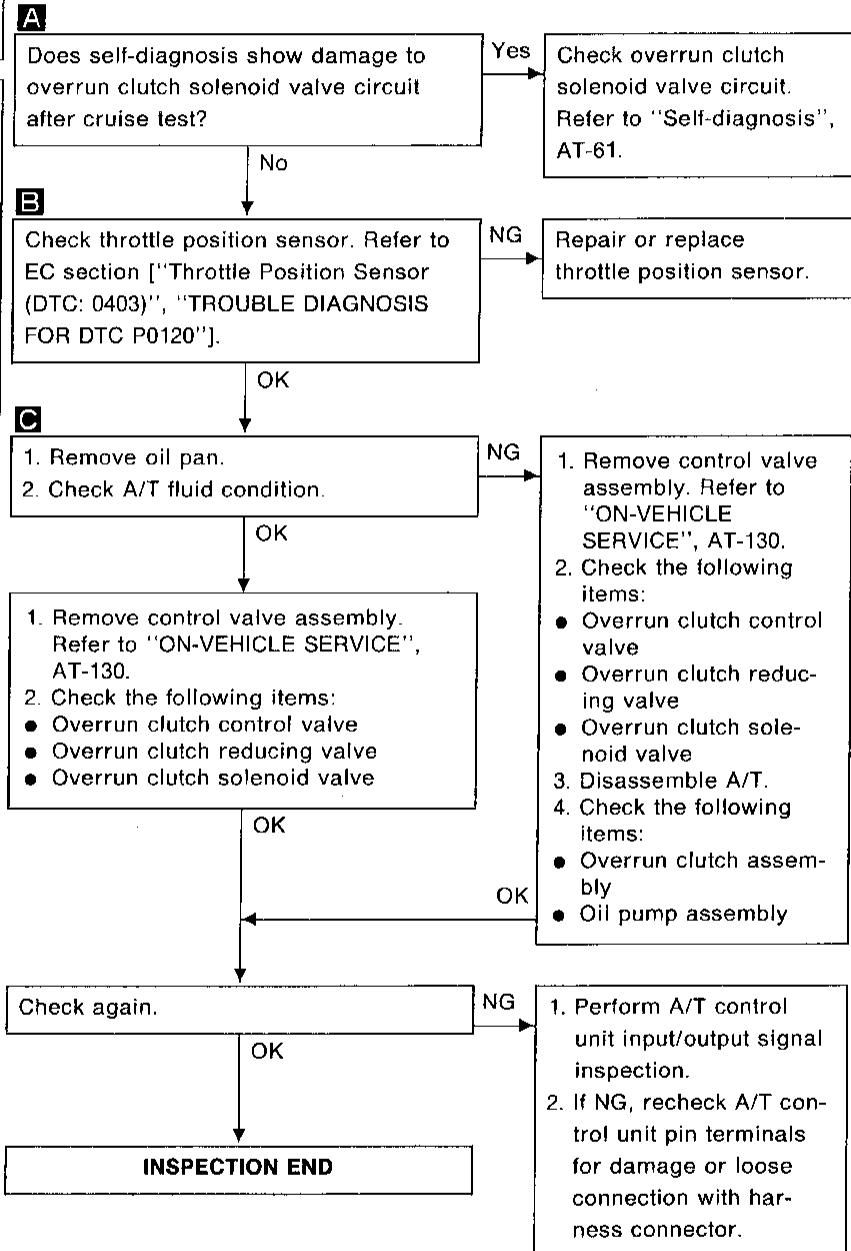 A
Does self-diagnosis show damage to
overrun clutch solenoid valve circuit
after cruise test?
Yes
Check overrun clutch
solenoid valve circuit.
Refer to "Self-diagnosis",
AT-61.
No
B
Check throttle position sensor. Refer to
EC section ["Throttle Position Sensor
(DTC: 0403)", "TROUBLE DIAGNOSIS
FOR DTC P0120"].
NG
Repair or replace
throttle position sensor.
OK
C
1. Remove oil pan.
2. Check A/T fluid condition.
NG
1. Remove control valve
assembly. Refer to
"ON-VEHICLE
SERVICE", AT-130.
2. Check the following
items:
● Overrun clutch control
valve
● Overrun clutch reduc-
ing valve
● Overrun clutch sole-
noid valve
3. Disassemble A/T.
4. Check the following
items:
● Overrun clutch assem-
bly
● Oil pump assembly
OK
1. Remove control valve assembly.
Refer to "ON-VEHICLE SERVICE",
AT-130.
2. Check the following items:
● Overrun clutch control valve
● Overrun clutch reducing valve
● Overrun clutch solenoid valve
OK
OK
Check again.
NG
1. Perform A/T control
unit input/output signal
inspection.
2. If NG, recheck A/T con-
trol unit pin terminals
for damage or loose
connection with har-
ness connector.
OK
INSPECTION END